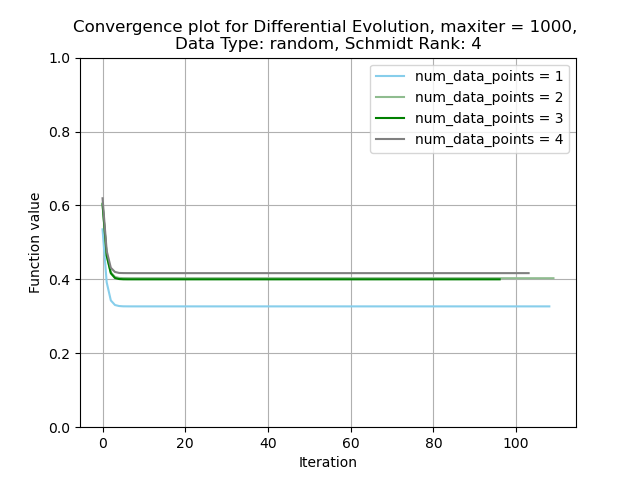 Convergence plot for Differential Evolution, maxiter = 1000,
Data Type: random, Schmidt Rank: 4
num_data_points = 1
num_data_points = 2
num_data_points = 3
num_data_points = 4
Function value
1.0
0.8
0.6
0.4
0.2
0.0
0
20
40
60
80
100
Iteration